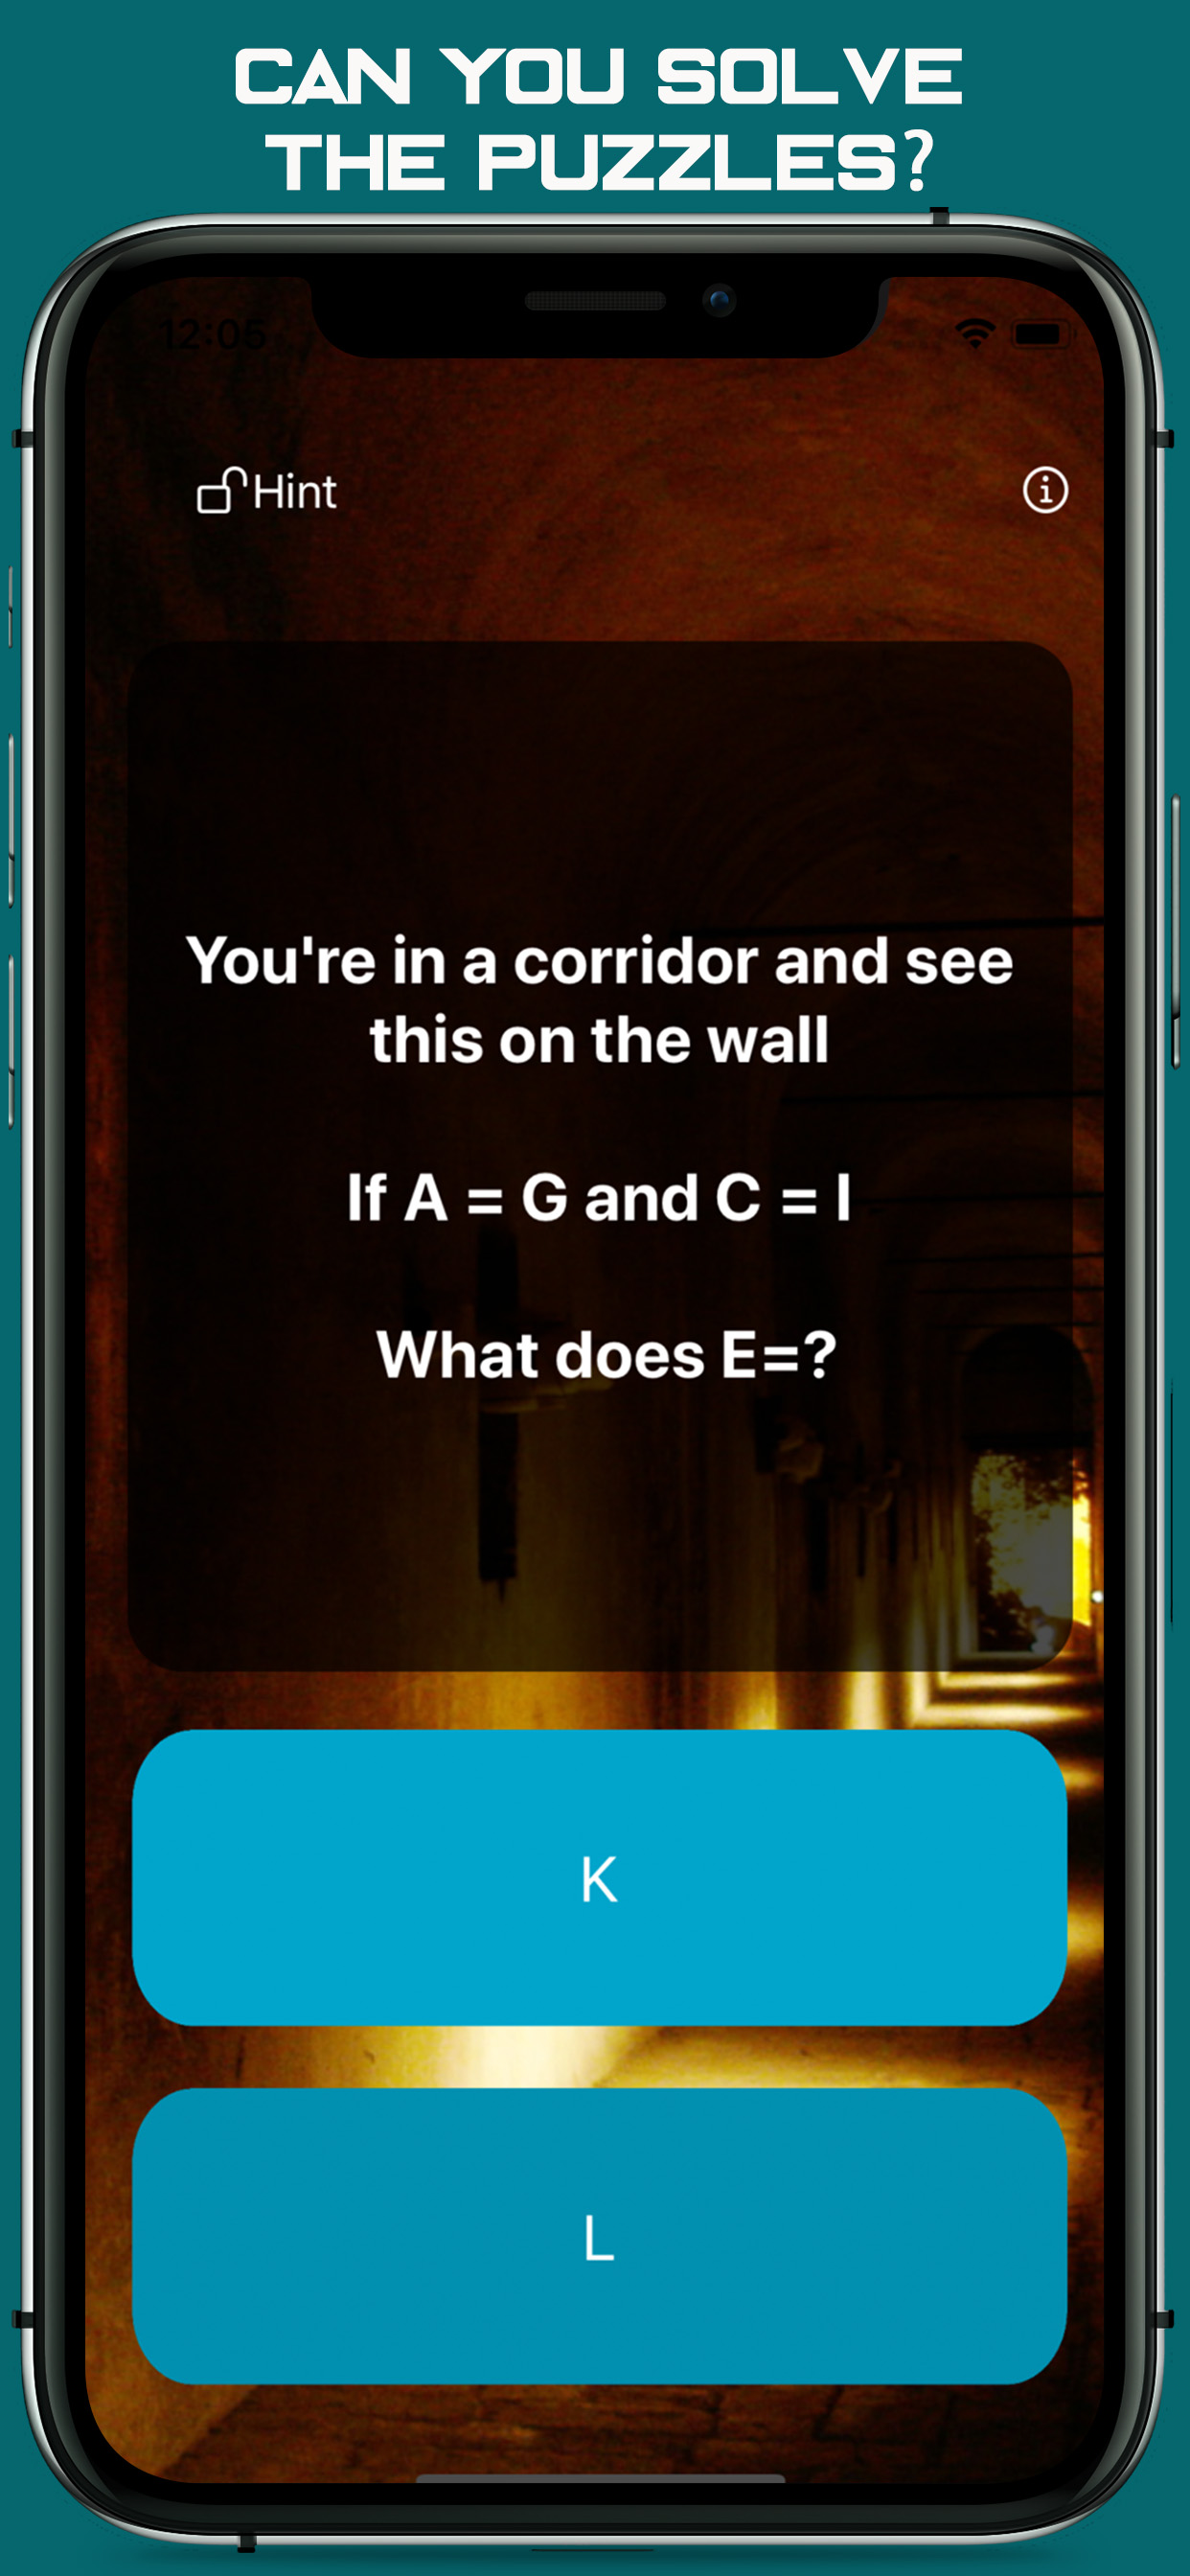 CAN YOU SOLVE
THE PUZZLES?
12:05
Hint
You're in a corridor and see
this on the wall
If A = G and C = I
What does E=?
K
L